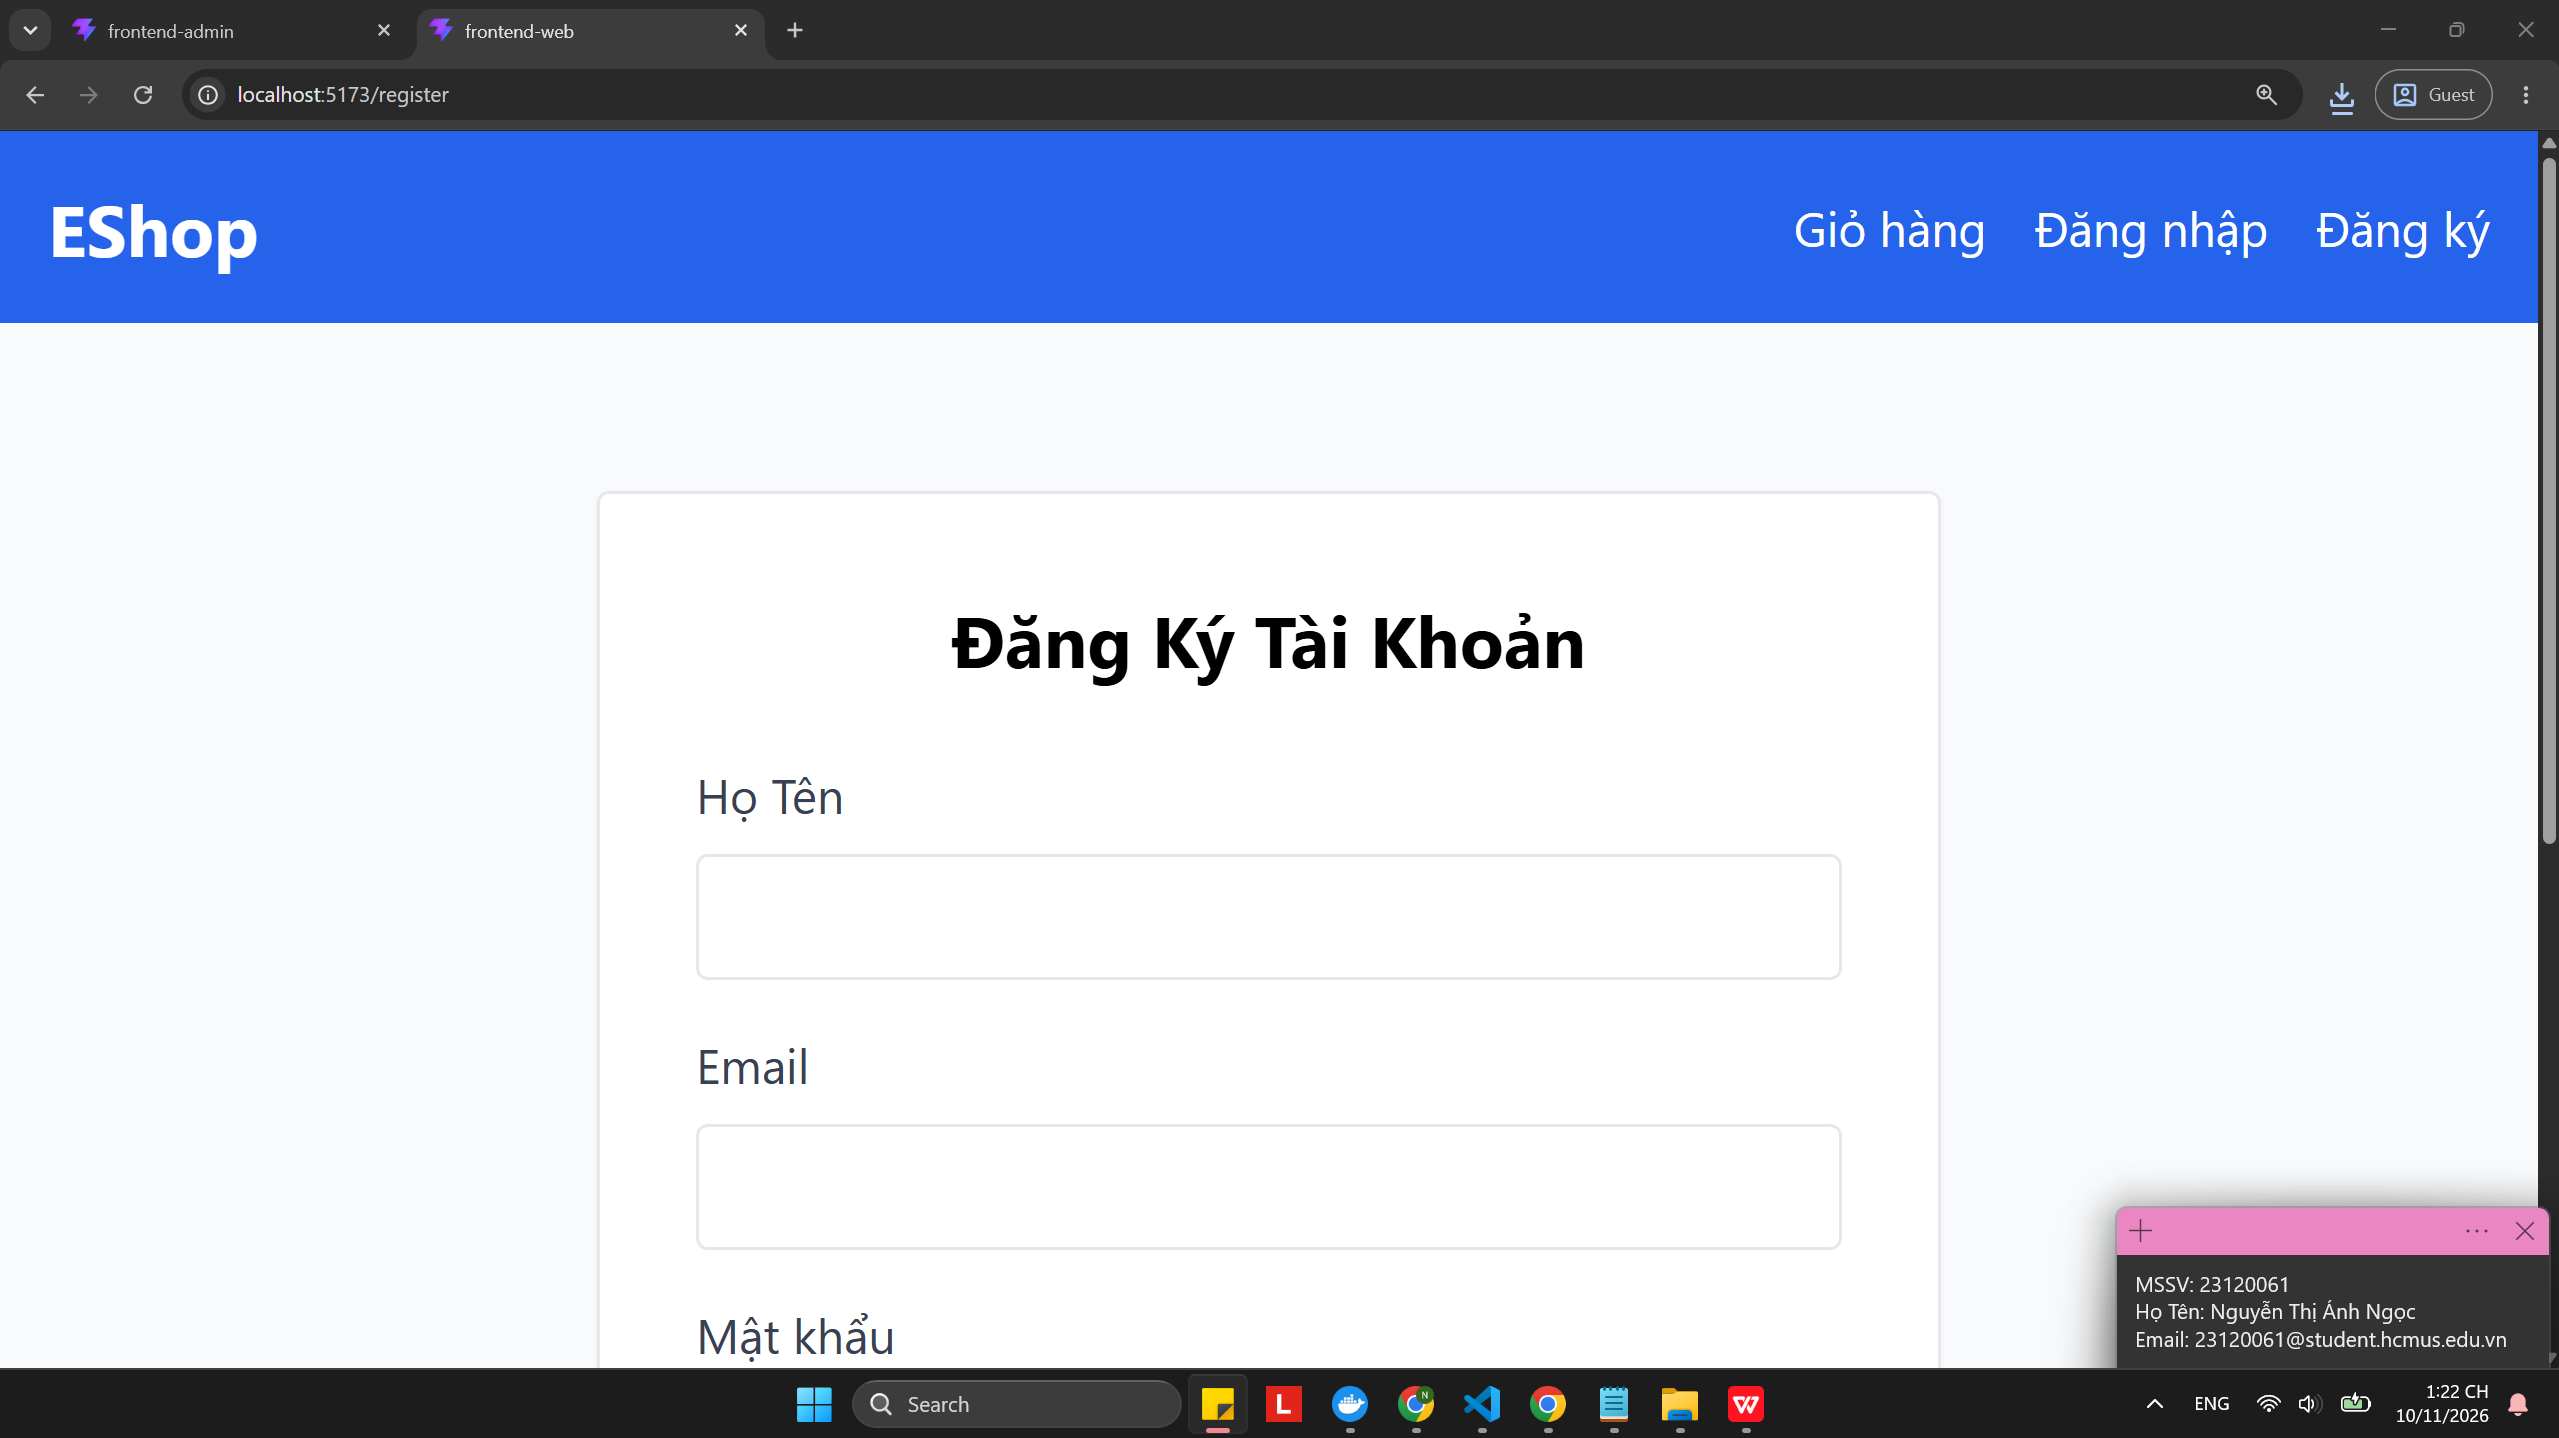 frontend-admin
frontend-web
localhost:5173/register
Guest
EShop
Giỏ hàng
Đăng nhập
Đăng ký
Đăng Ký Tài Khoản
Họ Tên
Email
Mật khẩu
MSSV: 23120061
Họ Tên: Nguyễn Thị Ánh Ngọc
Email: 23120061@student.hcmus.edu.vn
Search
L
N
W
ENG
1:22 CH
10/11/2026